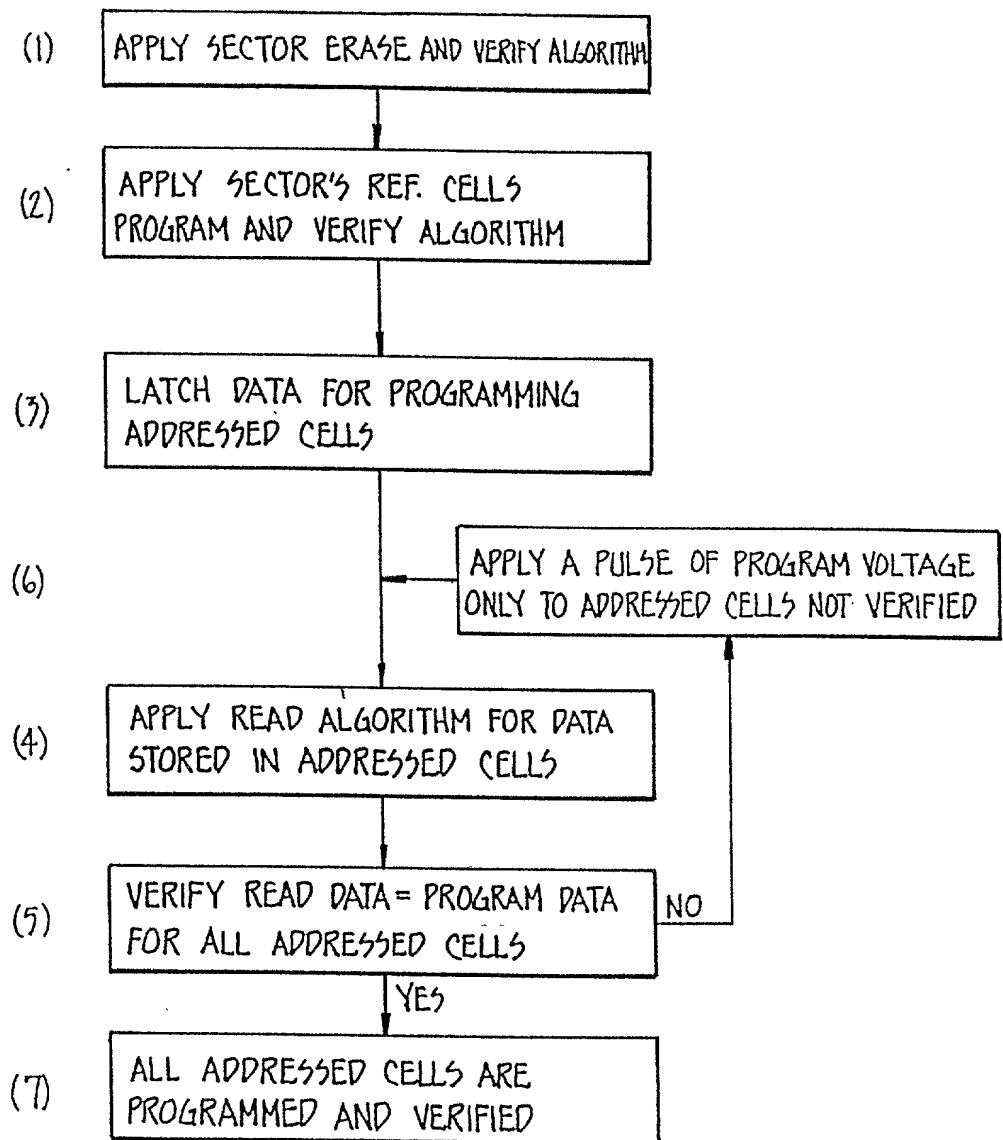 (1)
APPLY SECTOR ERASE AND VERIFY ALGORITHM
(2)
APPLY SECTOR'S REF. CELLS
PROGRAM AND VERIFY ALGORITHM
(3)
LATCH DATA FOR PROGRAMMING
ADDRESSED CELLS
(6)
APPLY A PULSE OF PROGRAM VOLTAGE
ONLY TO ADDRESSED CELLS NOT VERIFIED
(4)
APPLY READ ALGORITHM FOR DATA
STORED IN ADDRESSED CELLS
(5)
VERIFY READ DATA = PROGRAM DATA
FOR ALL ADDRESSED CELLS
NO
YES
(7)
ALL ADDRESSED CELLS ARE
PROGRAMMED AND VERIFIED